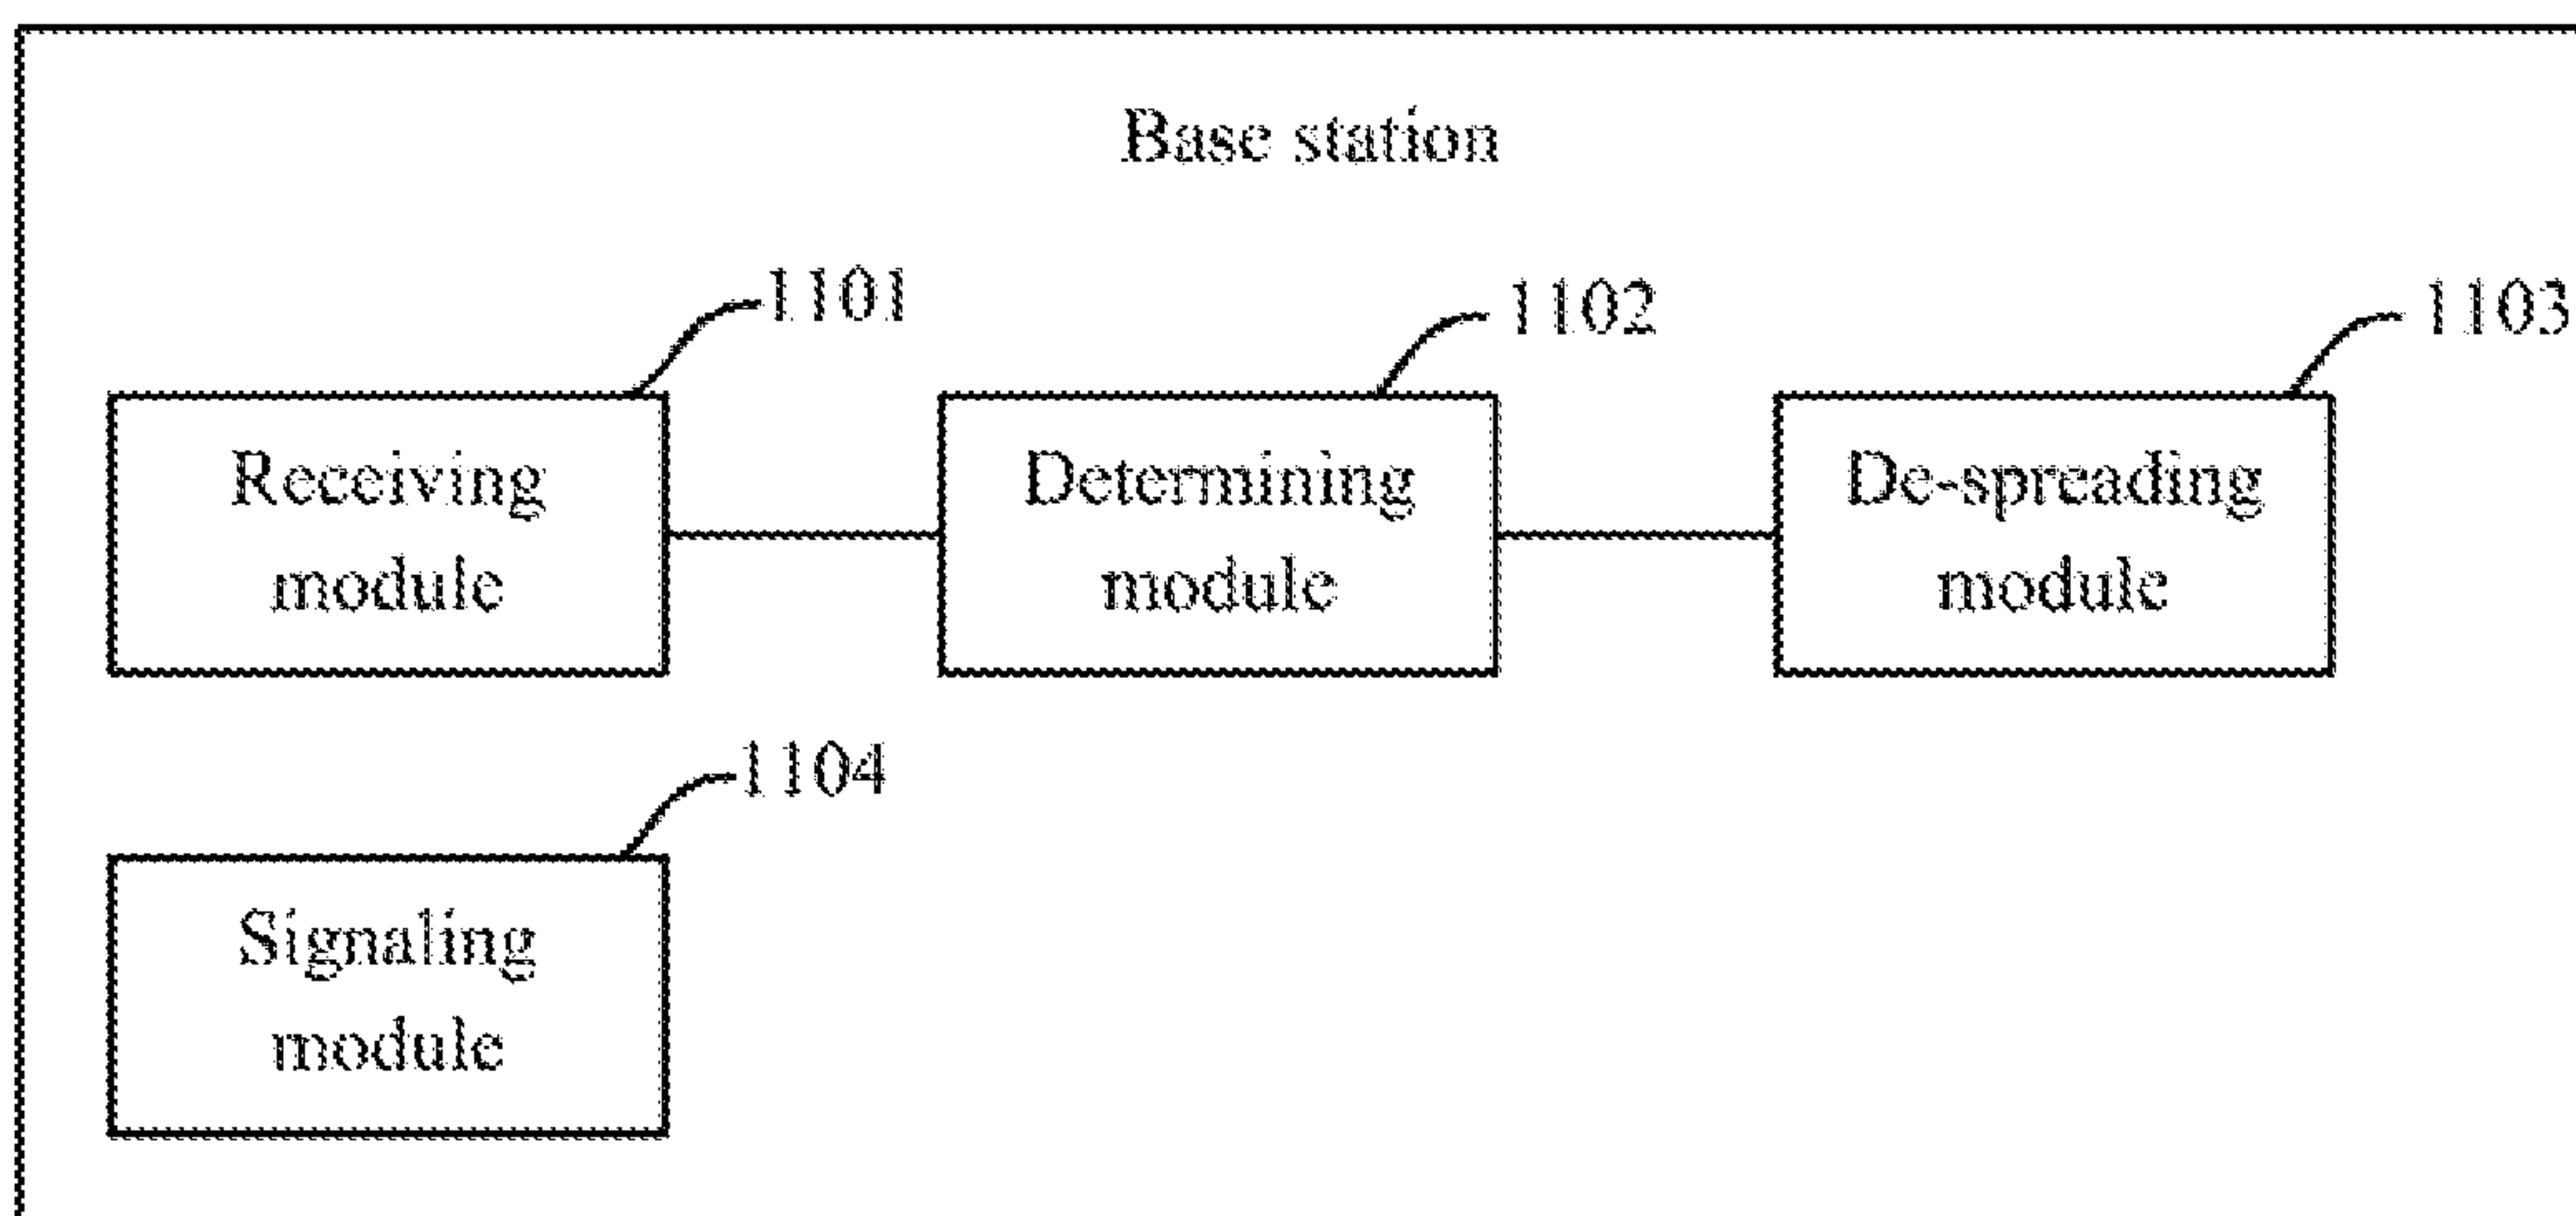 Base station
1101
1102
1103
Receiving
module
Determining
module
De-spreading
module
1104
Signaling
module